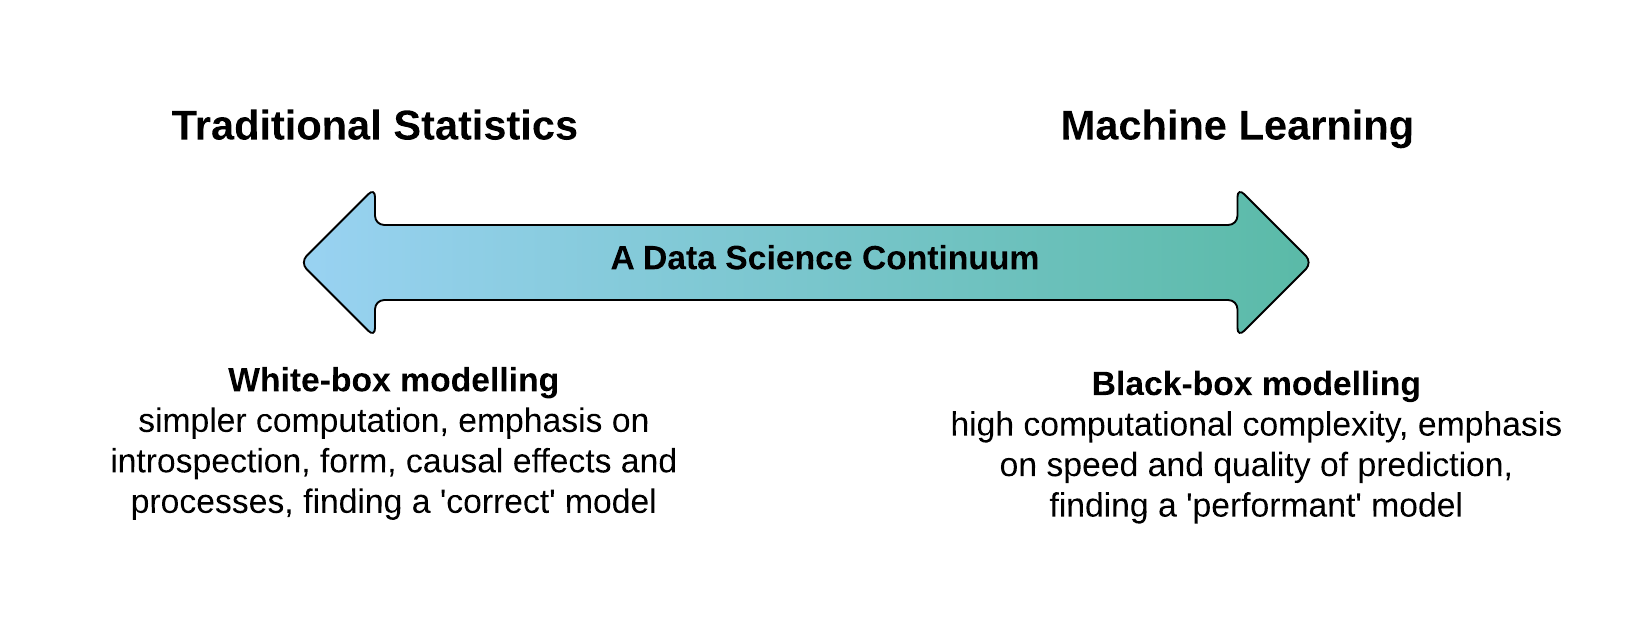 Traditional Statistics
Machine Learning
A Data Science Continuum
White-box modelling
simpler computation, emphasis on
introspection, form, causal effects and
processes, finding a 'correct' model
Black-box modelling
high computational complexity, emphasis
on speed and quality of prediction,
finding a 'performant' model